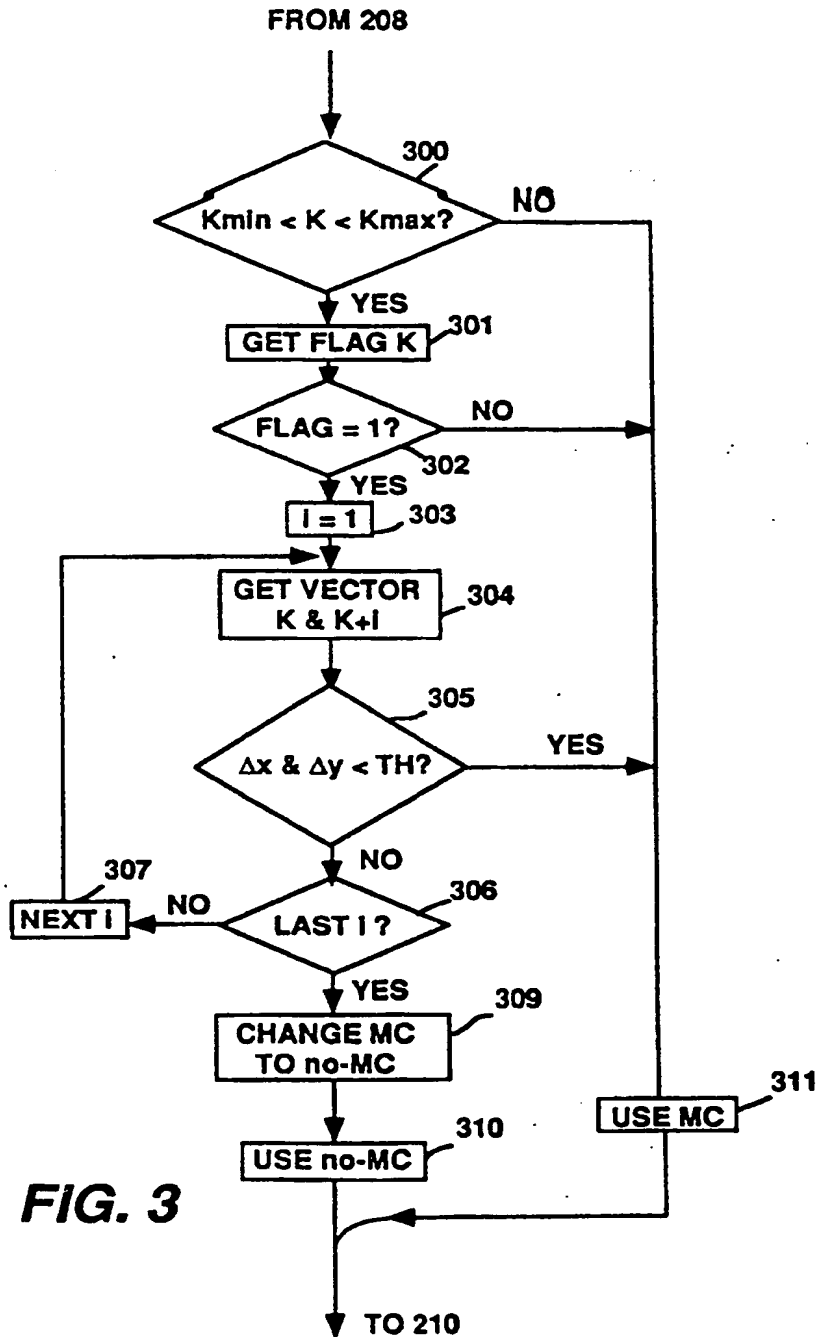 FROM 208
300
Kmin < K < Kmax?
NO
YES
GET FLAG K
301
FLAG = 1?
NO
302
YES
i = 1
303
GET VECTOR
K & K+i
304
305
Δx & Δy < TH?
YES
NO
307
NEXT i
NO
LAST i ?
306
YES
CHANGE MC
TO no-MC
309
USE MC
311
USE no-MC
310
FIG. 3
TO 210